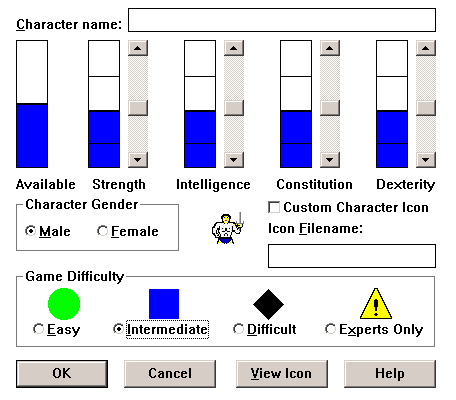 Character name:
Available Strength Intelligence Constitution Dexterity
Character Gender
Male Female
Custom Character Icon
Icon Filename:
Game Difficulty
Easy Intermediate Difficult Experts Only
OK Cancel View Icon Help